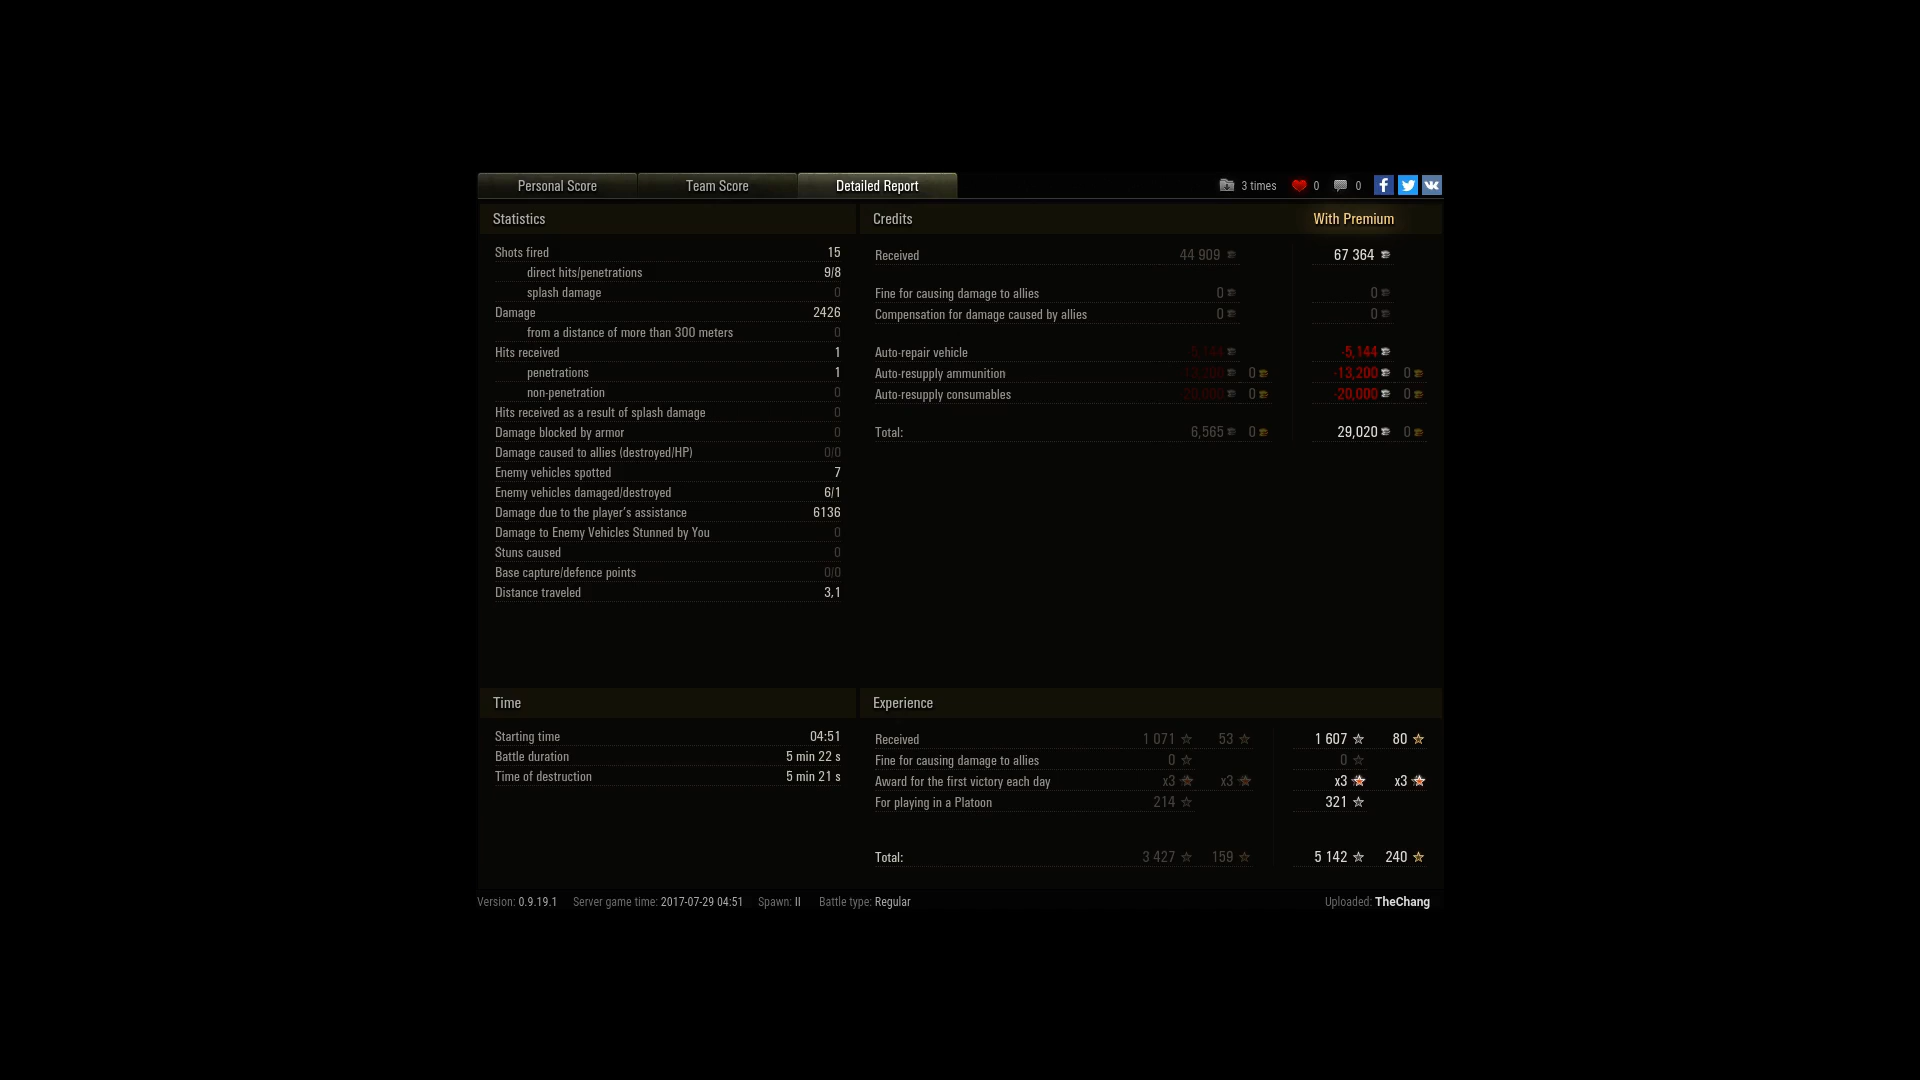 Personal Score Team Score Detailed Report 3 times 0 0
Statistics
Shots fired 15
direct hits/penetrations 9/8
splash damage 0
Damage 2426
from a distance of more than 300 meters 0
Hits received 1
penetrations 1
non-penetration 0
Hits received as a result of splash damage 0
Damage blocked by armor 0
Damage caused to allies (destroyed/HP) 0/0
Enemy vehicles spotted 7
Enemy vehicles damaged/destroyed 6/1
Damage due to the player's assistance 6136
Damage to Enemy Vehicles Stunned by You 0
Stuns caused 0
Base capture/defence points 0/0
Distance traveled 3,1
Credits With Premium
Received 44 909 67 364
Fine for causing damage to allies 0 0
Compensation for damage caused by allies 0 0
Auto-repair vehicle 5,144 -5,144
Auto-resupply ammunition 13,200 0 -13,200 0
Auto-resupply consumables 20,000 0 -20,000 0
Total: 6,565 0 29,020 0
Time
Starting time 04:51
Battle duration 5 min 22 s
Time of destruction 5 min 21 s
Experience
Received 1 071 53 1 607 80
Fine for causing damage to allies 0 0
Award for the first victory each day x3 x3 x3 x3
For playing in a Platoon 214 321
Total: 3 427 159 5 142 240
Version: 0.9.19.1 Server game time: 2017-07-29 04:51 Spawn: II Battle type: Regular Uploaded: TheChang